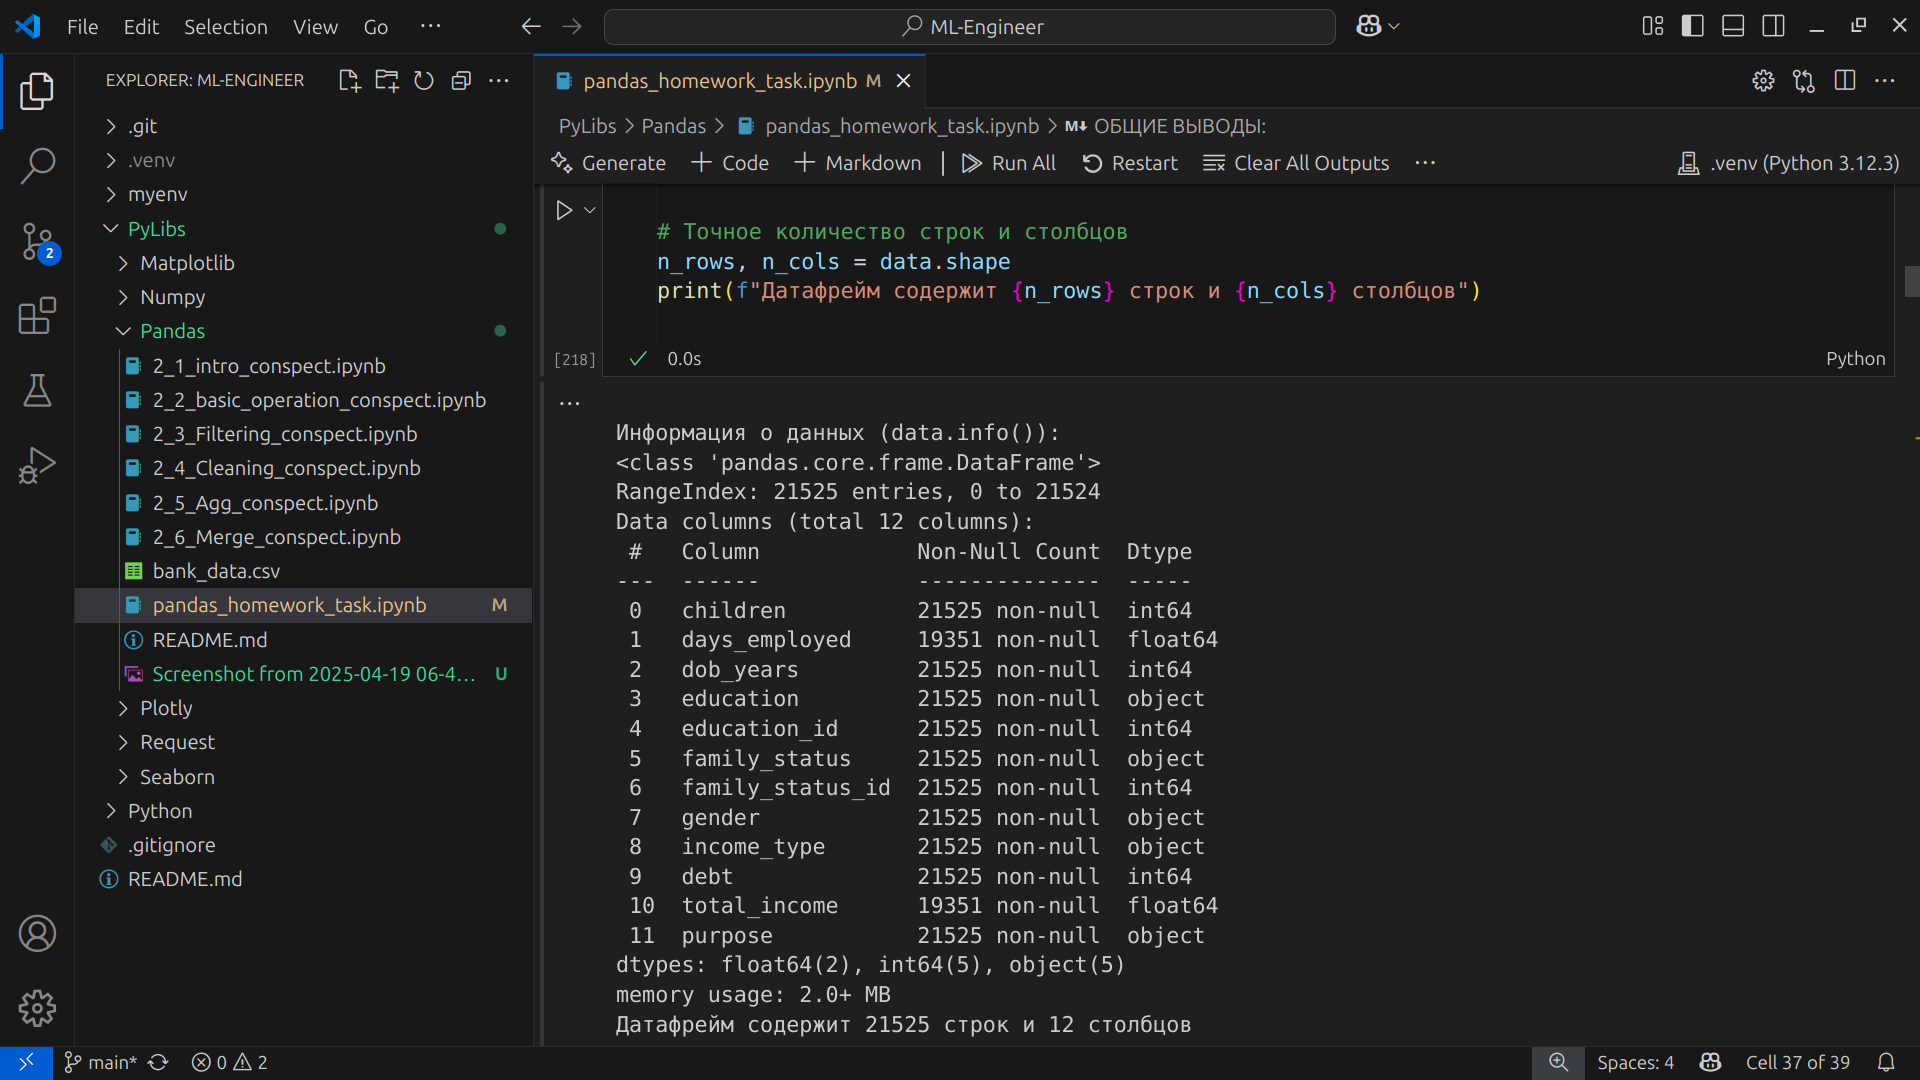 File Edit Selection View Go ···
ML-Engineer
EXPLORER: ML-ENGINEER
.git
.venv
myenv
PyLibs
Matplotlib
Numpy
Pandas
2_1_intro_conspect.ipynb
2_2_basic_operation_conspect.ipynb
2_3_Filtering_conspect.ipynb
2_4_Cleaning_conspect.ipynb
2_5_Agg_conspect.ipynb
2_6_Merge_conspect.ipynb
bank_data.csv
pandas_homework_task.ipynb M
README.md
Screenshot from 2025-04-19 06-4... U
Plotly
Request
Seaborn
Python
.gitignore
README.md
2
pandas_homework_task.ipynb M
PyLibs > Pandas > pandas_homework_task.ipynb > M↓ ОБЩИЕ ВЫВОДЫ:
Generate + Code + Markdown | Run All Restart Clear All Outputs ··· .venv (Python 3.12.3)
# Точное количество строк и столбцов
n_rows, n_cols = data.shape
print(f"Датафрейм содержит {n_rows} строк и {n_cols} столбцов")
[218] 0.0s Python
...
Информация о данных (data.info()):
<class 'pandas.core.frame.DataFrame'>
RangeIndex: 21525 entries, 0 to 21524
Data columns (total 12 columns):
# Column Non-Null Count Dtype
--- ------ -------------- -----
0 children 21525 non-null int64
1 days_employed 19351 non-null float64
2 dob_years 21525 non-null int64
3 education 21525 non-null object
4 education_id 21525 non-null int64
5 family_status 21525 non-null object
6 family_status_id 21525 non-null int64
7 gender 21525 non-null object
8 income_type 21525 non-null object
9 debt 21525 non-null int64
10 total_income 19351 non-null float64
11 purpose 21525 non-null object
dtypes: float64(2), int64(5), object(5)
memory usage: 2.0+ MB
Датафрейм содержит 21525 строк и 12 столбцов
main* 0 2 Spaces: 4 Cell 37 of 39